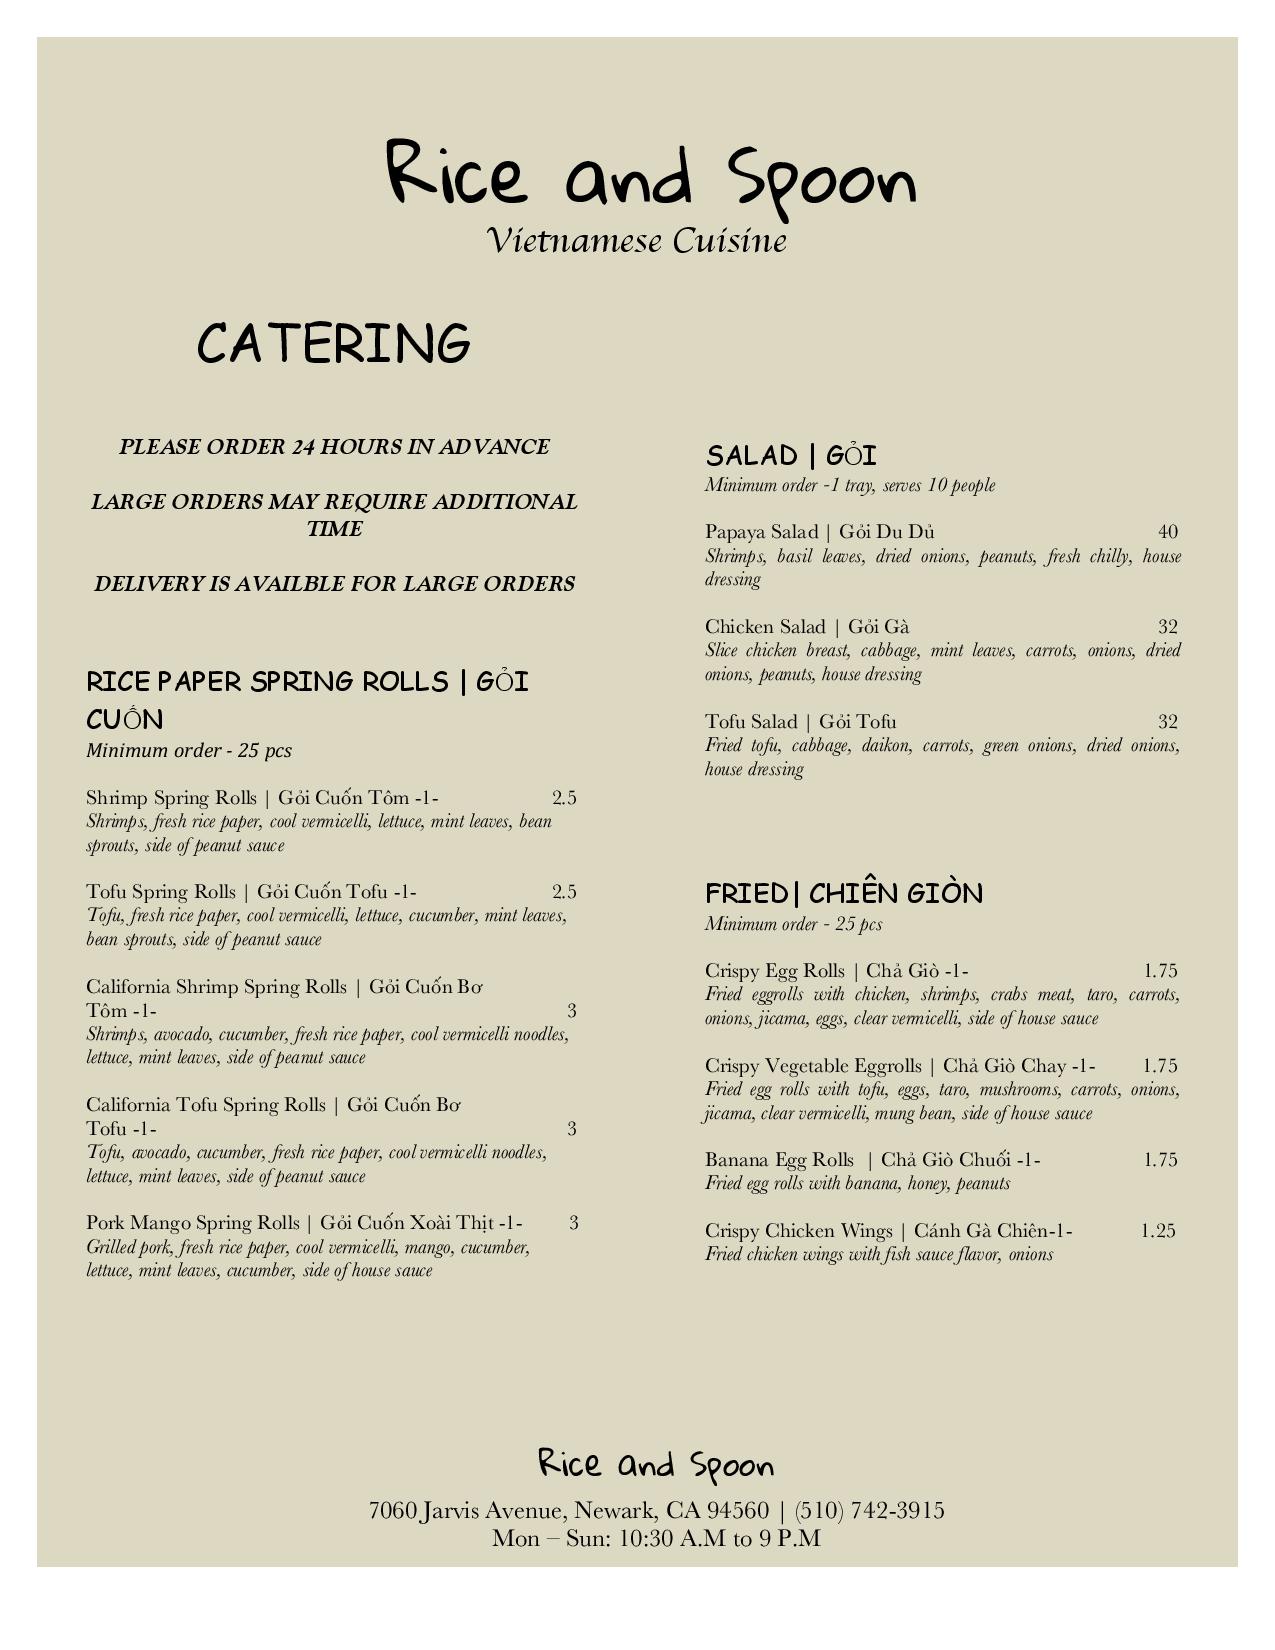 Rice and Spoon
Vietnamese Cuisine
CATERING
PLEASE ORDER 24 HOURS IN ADVANCE
LARGE ORDERS MAY REQUIRE ADDITIONAL
TIME
DELIVERY IS AVAILBLE FOR LARGE ORDERS
RICE PAPER SPRING ROLLS | GỎI
CUỐN
Minimum order - 25 pcs
Shrimp Spring Rolls | Gỏi Cuốn Tôm -1- 2.5
Shrimps, fresh rice paper, cool vermicelli, lettuce, mint leaves, bean
sprouts, side of peanut sauce
Tofu Spring Rolls | Gỏi Cuốn Tofu -1- 2.5
Tofu, fresh rice paper, cool vermicelli, lettuce, cucumber, mint leaves,
bean sprouts, side of peanut sauce
California Shrimp Spring Rolls | Gỏi Cuốn Bơ
Tôm -1- 3
Shrimps, avocado, cucumber, fresh rice paper, cool vermicelli noodles,
lettuce, mint leaves, side of peanut sauce
California Tofu Spring Rolls | Gỏi Cuốn Bơ
Tofu -1- 3
Tofu, avocado, cucumber, fresh rice paper, cool vermicelli noodles,
lettuce, mint leaves, side of peanut sauce
Pork Mango Spring Rolls | Gỏi Cuốn Xoài Thịt -1- 3
Grilled pork, fresh rice paper, cool vermicelli, mango, cucumber,
lettuce, mint leaves, cucumber, side of house sauce
SALAD | GỎI
Minimum order -1 tray, serves 10 people
Papaya Salad | Gỏi Du Dủ 40
Shrimps, basil leaves, dried onions, peanuts, fresh chilly, house
dressing
Chicken Salad | Gỏi Gà 32
Slice chicken breast, cabbage, mint leaves, carrots, onions, dried
onions, peanuts, house dressing
Tofu Salad | Gỏi Tofu 32
Fried tofu, cabbage, daikon, carrots, green onions, dried onions,
house dressing
FRIED| CHIÊN GIÒN
Minimum order - 25 pcs
Crispy Egg Rolls | Chả Giò -1- 1.75
Fried eggrolls with chicken, shrimps, crabs meat, taro, carrots,
onions, jicama, eggs, clear vermicelli, side of house sauce
Crispy Vegetable Eggrolls | Chả Giò Chay -1- 1.75
Fried egg rolls with tofu, eggs, taro, mushrooms, carrots, onions,
jicama, clear vermicelli, mung bean, side of house sauce
Banana Egg Rolls | Chả Giò Chuối -1- 1.75
Fried egg rolls with banana, honey, peanuts
Crispy Chicken Wings | Cánh Gà Chiên-1- 1.25
Fried chicken wings with fish sauce flavor, onions
Rice and Spoon
7060 Jarvis Avenue, Newark, CA 94560 | (510) 742-3915
Mon – Sun: 10:30 A.M to 9 P.M